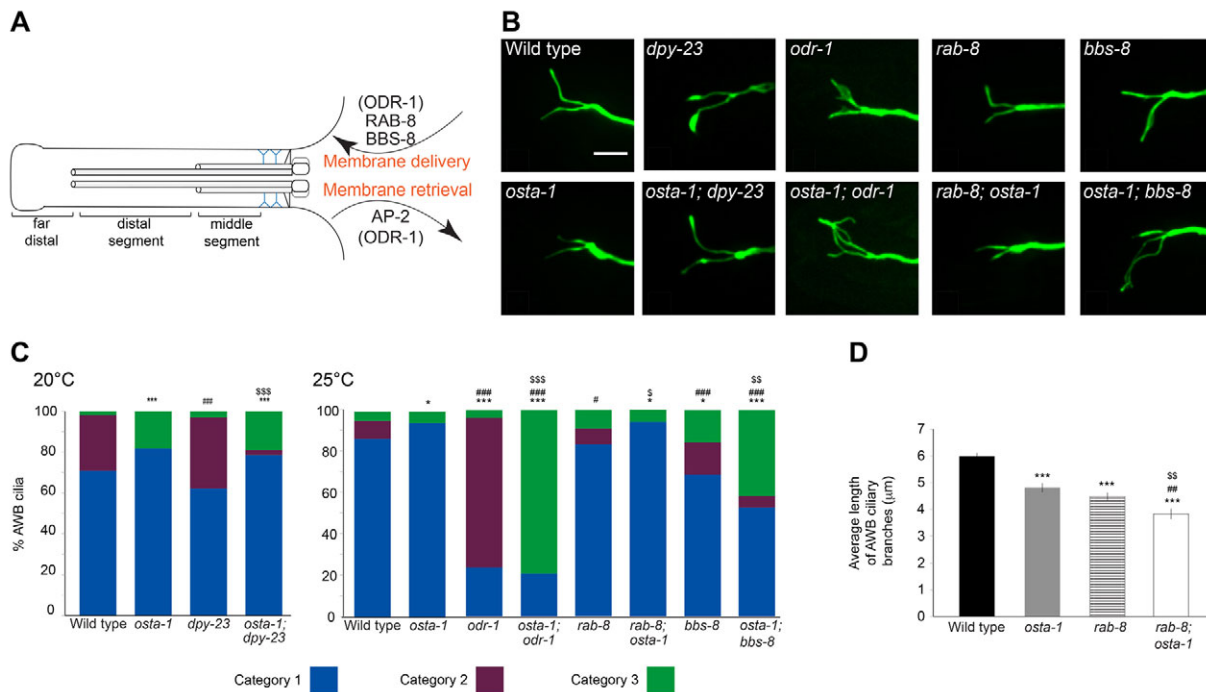 A
(ODR-1)
RAB-8
BBS-8
Membrane delivery
Membrane retrieval
AP-2
(ODR-1)
far
distal
distal
segment
middle
segment
B
Wild type
dpy-23
odr-1
rab-8
bbs-8
osta-1
osta-1; dpy-23
osta-1; odr-1
rab-8; osta-1
osta-1; bbs-8
C
20°C
% AWB cilia
100
80
60
40
20
0
***
###
$$$
***
Wild type
osta-1
dpy-23
osta-1;
dpy-23
25°C
100
80
60
40
20
0
*
###
***
$$$
###
***
#
$
*
###
*
$$
###
***
Wild type
osta-1
odr-1
osta-1;
odr-1
rab-8
rab-8;
osta-1
bbs-8
osta-1;
bbs-8
Category 1
Category 2
Category 3
D
Average length
of AWB ciliary
branches (μm)
7
6
5
4
3
2
1
0
***
***
$$
##
***
Wild type
osta-1
rab-8
rab-8;
osta-1